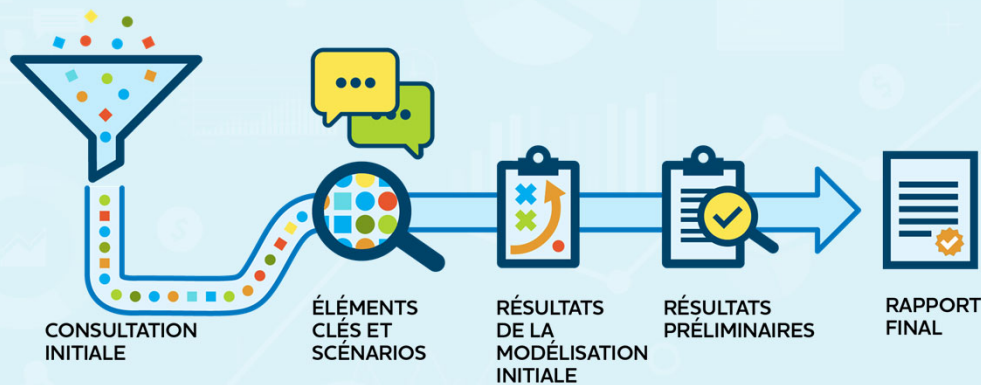 CONSULTATION
INITIALE
ÉLÉMENTS
CLÉS ET
SCÉNARIOS
RÉSULTATS
DE LA
MODÉLISATION
INITIALE
RÉSULTATS
PRÉLIMINAIRES
RAPPORT
FINAL